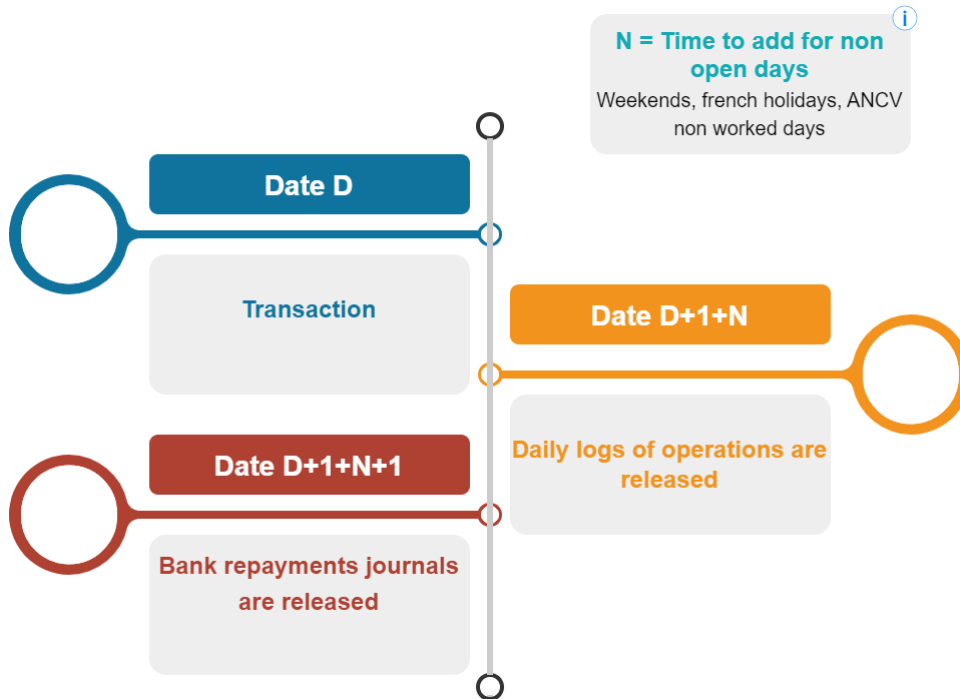 i
N = Time to add for non
open days
Weekends, french holidays, ANCV
non worked days
Date D
Transaction
Date D+1+N
Daily logs of operations are
released
Date D+1+N+1
Bank repayments journals
are released